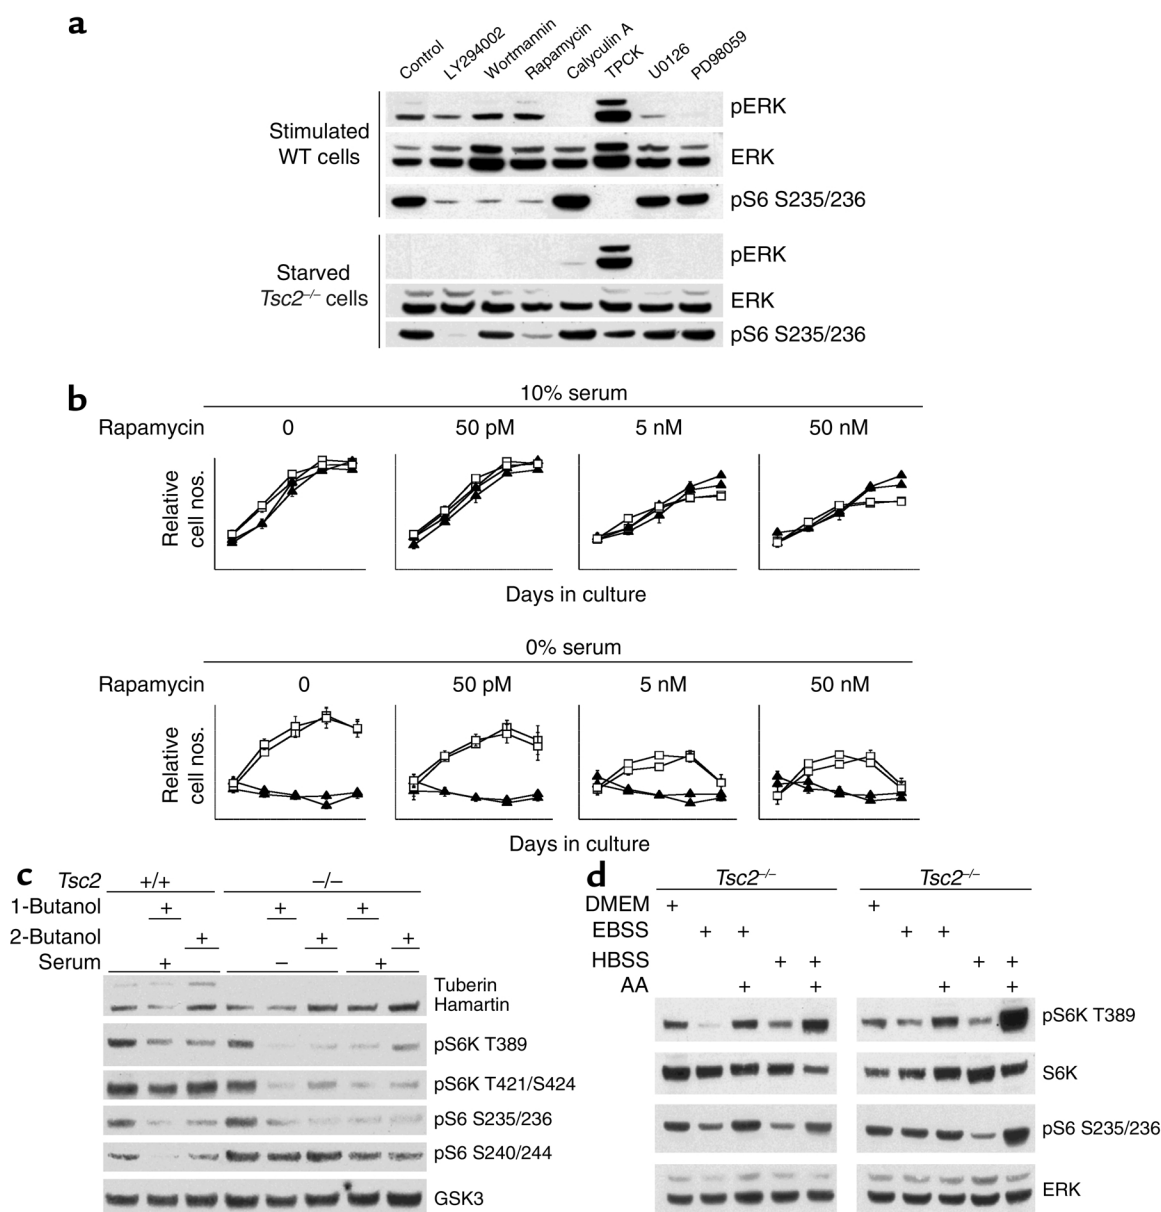 a
Control LY294002 Wortmannin Rapamycin Calyculin A TPCK U0126 PD98059
Stimulated
WT cells
pERK
ERK
pS6 S235/236
Starved
Tsc2–/– cells
pERK
ERK
pS6 S235/236
b
10% serum
Rapamycin 0 50 pM 5 nM 50 nM
Relative
cell nos.
Days in culture
0% serum
Rapamycin 0 50 pM 5 nM 50 nM
Relative
cell nos.
Days in culture
c
Tsc2 +/+ –/–
1-Butanol + + +
2-Butanol + + +
Serum + – +
Tuberin
Hamartin
pS6K T389
pS6K T421/S424
pS6 S235/236
pS6 S240/244
GSK3
d
Tsc2–/– Tsc2–/–
DMEM + +
EBSS + + + +
HBSS + + + +
AA + + + +
pS6K T389
S6K
pS6 S235/236
ERK